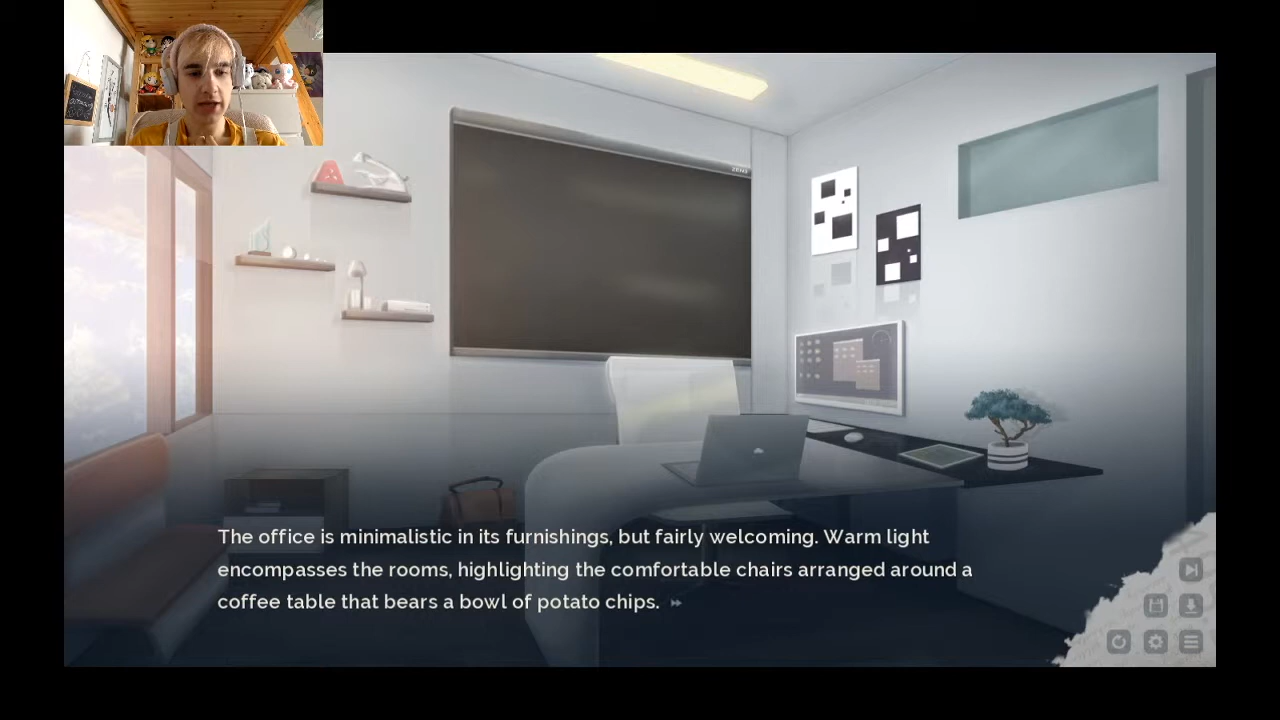 The office is minimalistic in its furnishings, but fairly welcoming. Warm light
encompasses the rooms, highlighting the comfortable chairs arranged around a
coffee table that bears a bowl of potato chips.